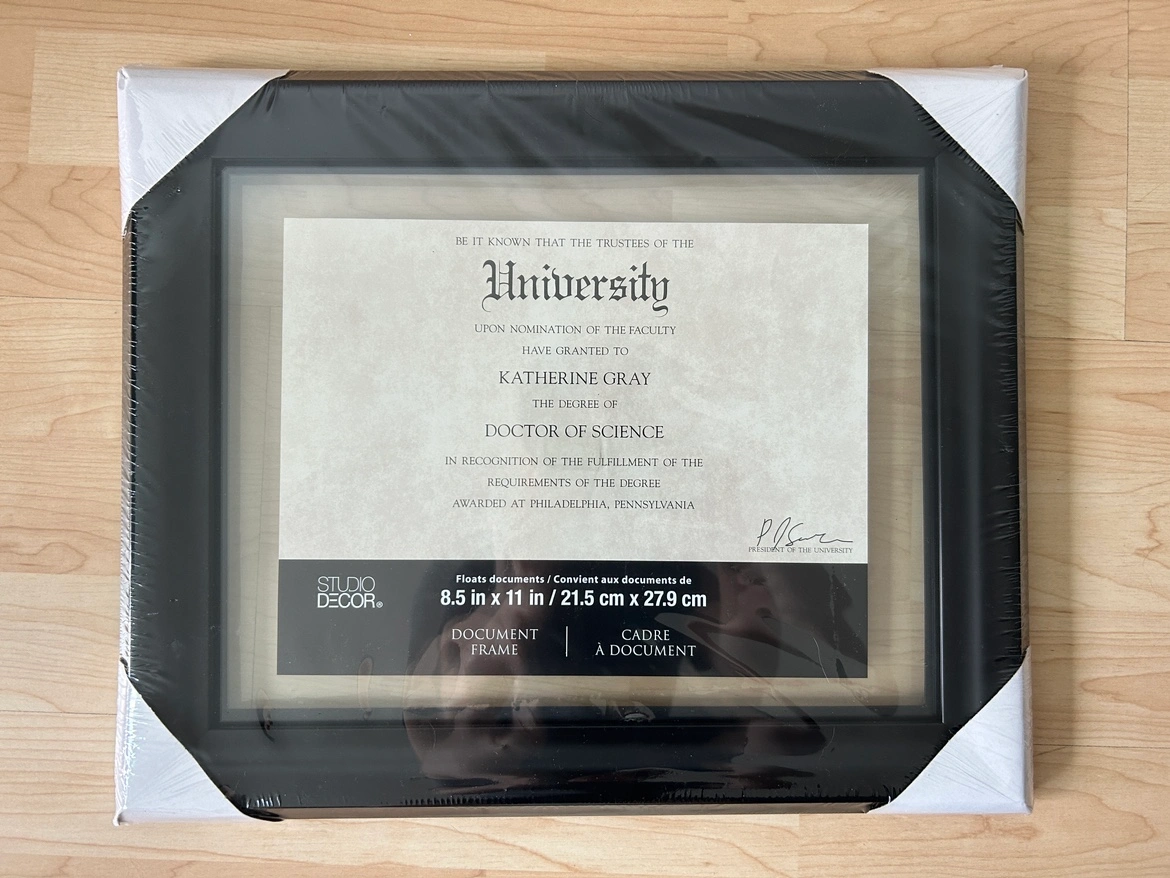 BE IT KNOWN THAT THE TRUSTEES OF THE
University
UPON NOMINATION OF THE FACULTY
HAVE GRANTED TO
KATHERINE GRAY
THE DEGREE OF
DOCTOR OF SCIENCE
IN RECOGNITION OF THE FULFILLMENT OF THE
REQUIREMENTS OF THE DEGREE
AWARDED AT PHILADELPHIA, PENNSYLVANIA
PRESIDENT OF THE UNIVERSITY
STUDIO
DECOR®
Floats documents / Convient aux documents de
8.5 in x 11 in / 21.5 cm x 27.9 cm
DOCUMENT
FRAME
CADRE
À DOCUMENT